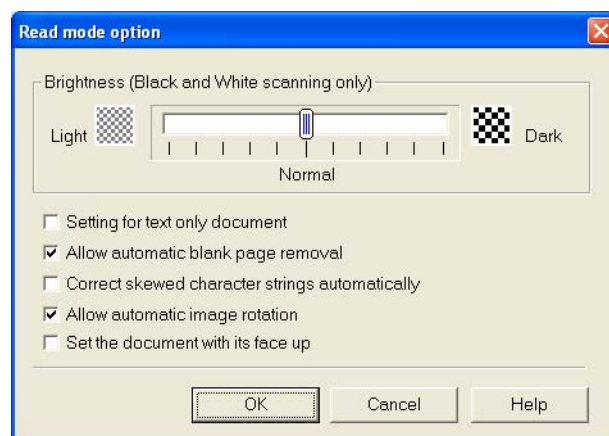 Read mode option
Brightness (Black and White scanning only)
Light Dark
Normal
Setting for text only document
Allow automatic blank page removal
Correct skewed character strings automatically
Allow automatic image rotation
Set the document with its face up
OK Cancel Help